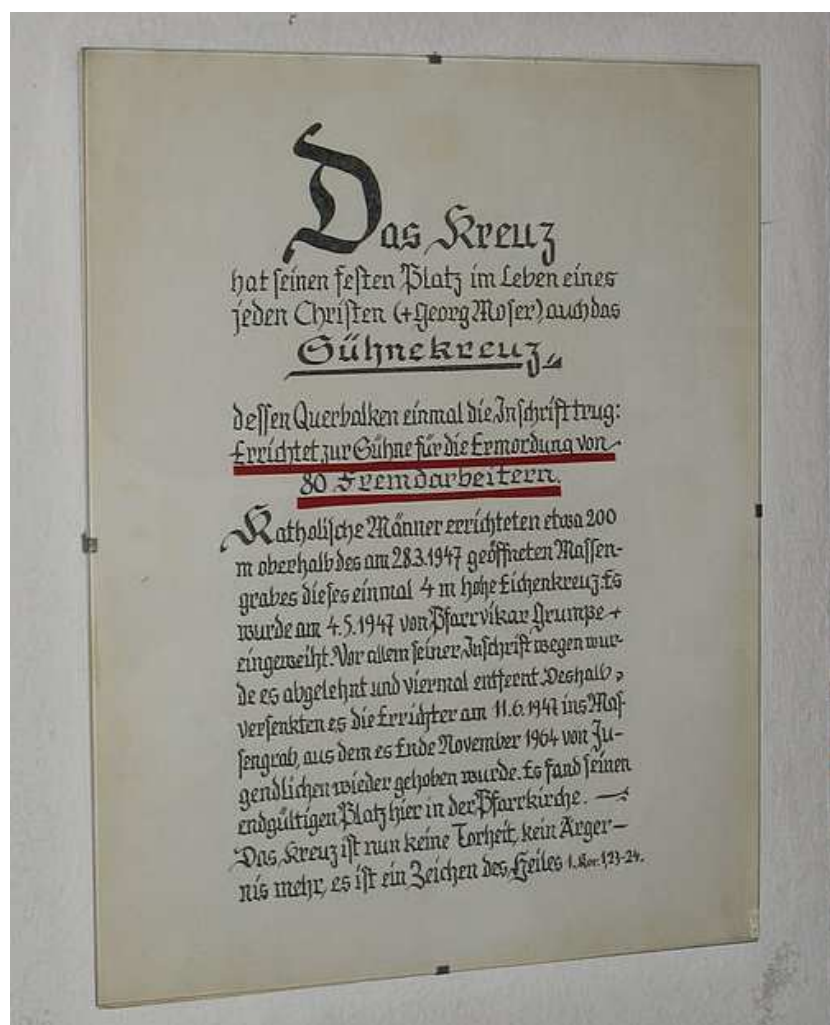 Das Kreuz
hat seinen festen Platz im Leben eines
jeden Christen (+Georg Moser) auch das
Sühnekreuz
dessen Querbalken einmal die Inschrift trug:
Errichtet zur Sühne für die Ermordung von
80 Fremdarbeitern.
Katholische Männer errichteten etwa 200
m oberhalb des am 28.3.1947 geöffneten Massen-
grabes dieses einmal 4 m hohe Eichenkreuz. Es
wurde am 4.5.1947 von Pfarrvikar Grumpe +
eingeweiht. Vor allem seiner Inschrift wegen wur-
de es abgelehnt und viermal entfernt. Deshalb
versenkten es die Errichter am 11.6.1947 ins Mas-
sengrab, aus dem es Ende November 1964 von Ju-
gendlichen wieder gehoben wurde. Es fand seinen
endgültigen Platz hier in der Pfarrkirche. —
Das Kreuz ist nun keine Torheit, kein Ärger-
nis mehr, es ist ein Zeichen des Heiles 1. Kor. 1,23-24.